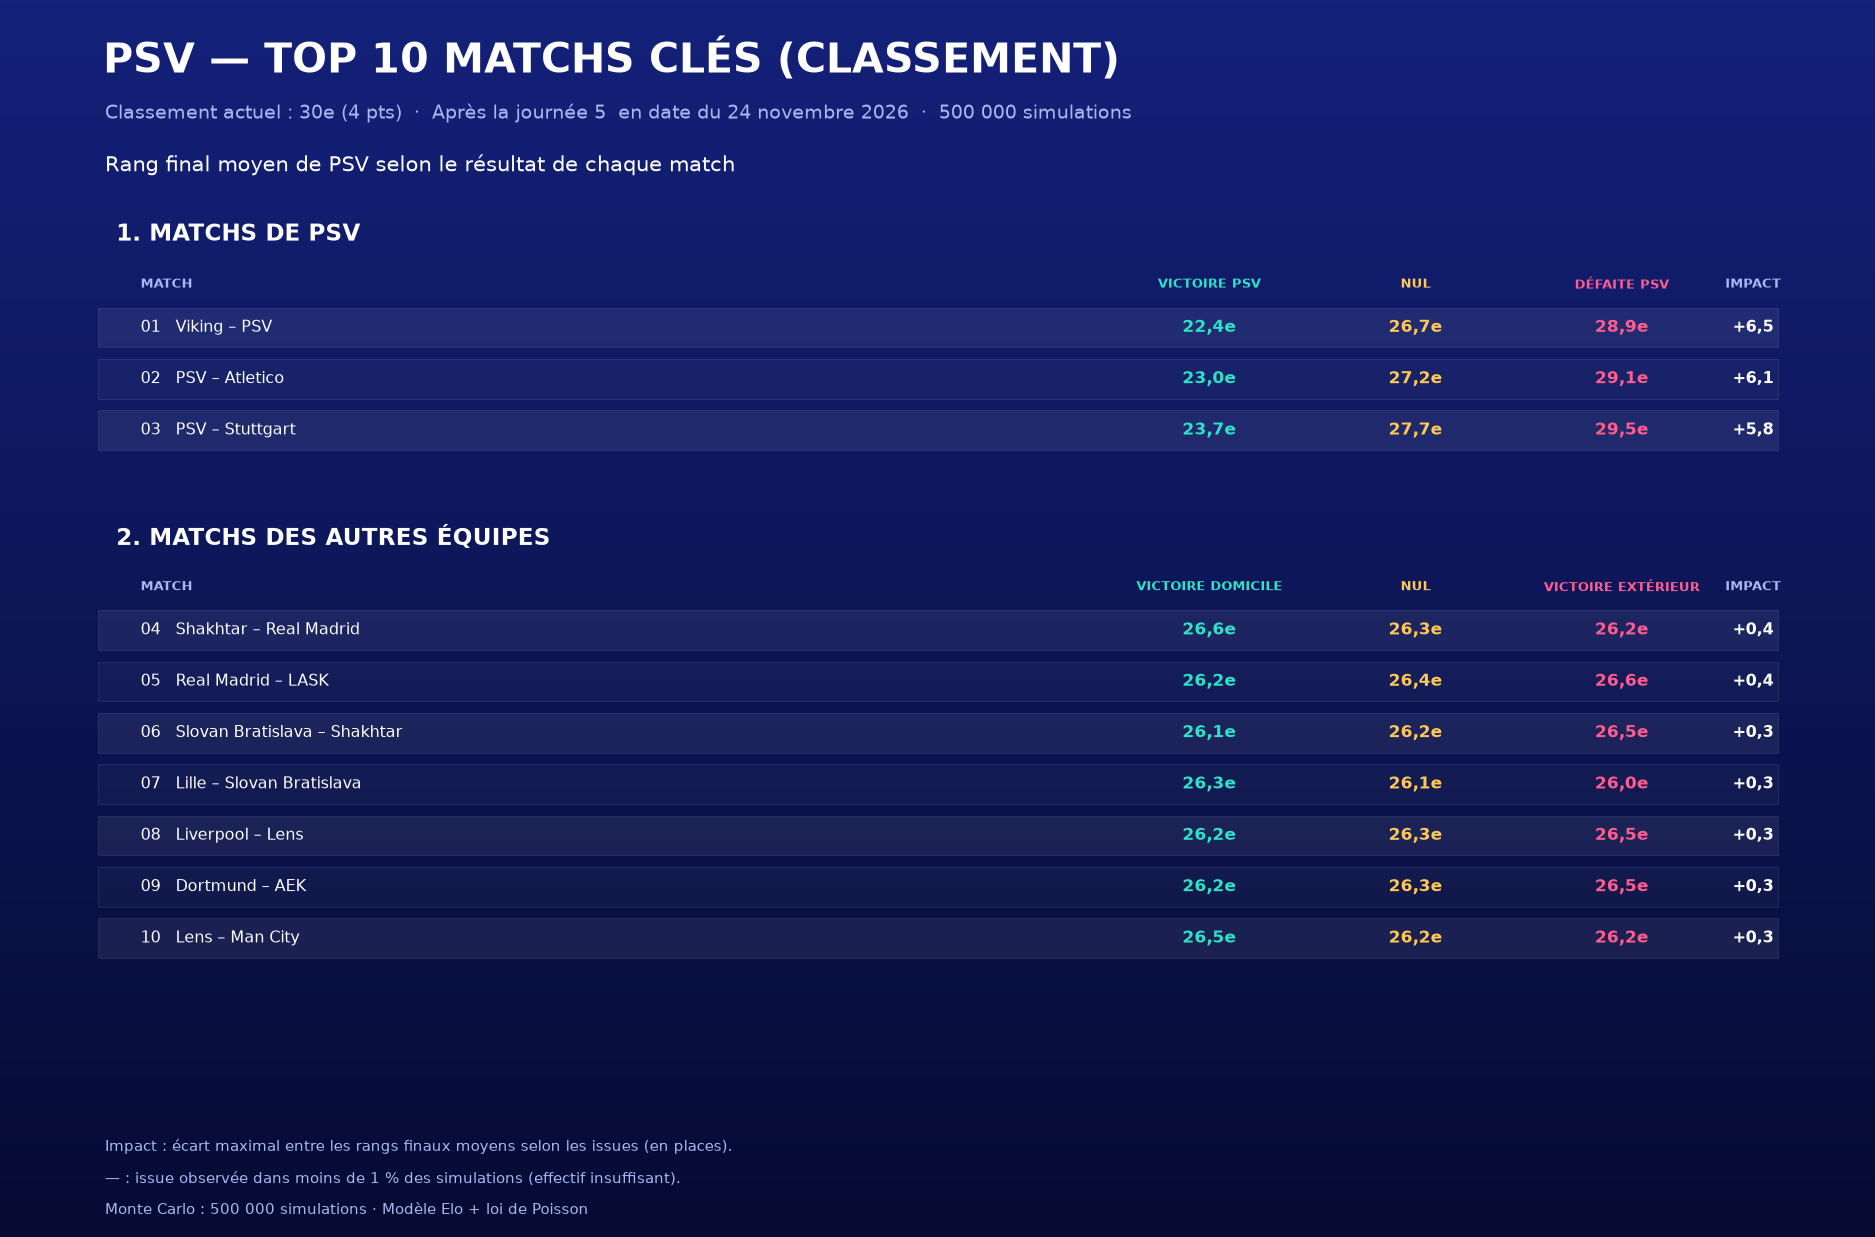 PSV — TOP 10 MATCHS CLÉS (CLASSEMENT)
Classement actuel : 30e (4 pts) · Après la journée 5 en date du 24 novembre 2026 · 500 000 simulations
Rang final moyen de PSV selon le résultat de chaque match
1. MATCHS DE PSV
MATCH VICTOIRE PSV NUL DÉFAITE PSV IMPACT
01 Viking – PSV 22,4e 26,7e 28,9e +6,5
02 PSV – Atletico 23,0e 27,2e 29,1e +6,1
03 PSV – Stuttgart 23,7e 27,7e 29,5e +5,8
2. MATCHS DES AUTRES ÉQUIPES
MATCH VICTOIRE DOMICILE NUL VICTOIRE EXTÉRIEUR IMPACT
04 Shakhtar – Real Madrid 26,6e 26,3e 26,2e +0,4
05 Real Madrid – LASK 26,2e 26,4e 26,6e +0,4
06 Slovan Bratislava – Shakhtar 26,1e 26,2e 26,5e +0,3
07 Lille – Slovan Bratislava 26,3e 26,1e 26,0e +0,3
08 Liverpool – Lens 26,2e 26,3e 26,5e +0,3
09 Dortmund – AEK 26,2e 26,3e 26,5e +0,3
10 Lens – Man City 26,5e 26,2e 26,2e +0,3
Impact : écart maximal entre les rangs finaux moyens selon les issues (en places).
— : issue observée dans moins de 1 % des simulations (effectif insuffisant).
Monte Carlo : 500 000 simulations · Modèle Elo + loi de Poisson